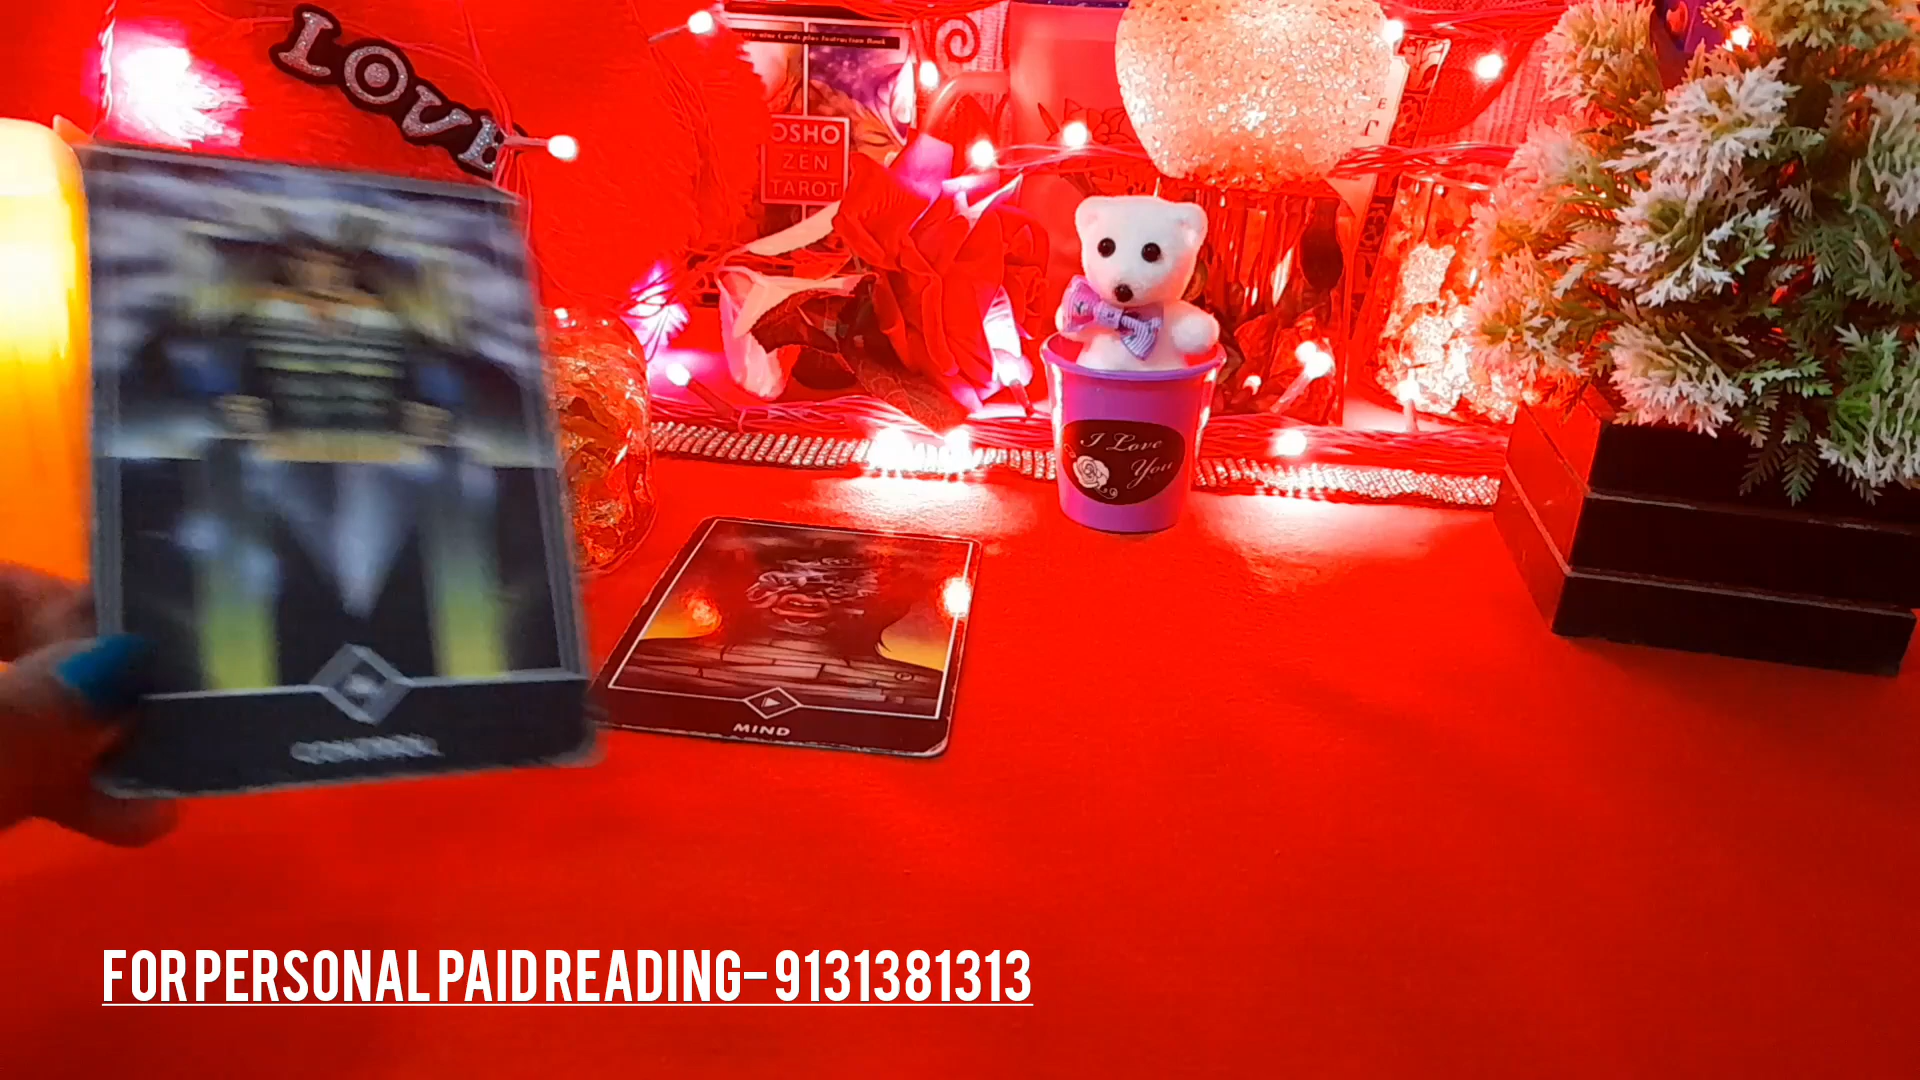 LOVE
OSHO
ZEN
TAROT
I Love
You
MIND
FOR PERSONAL PAID READING- 9131381313